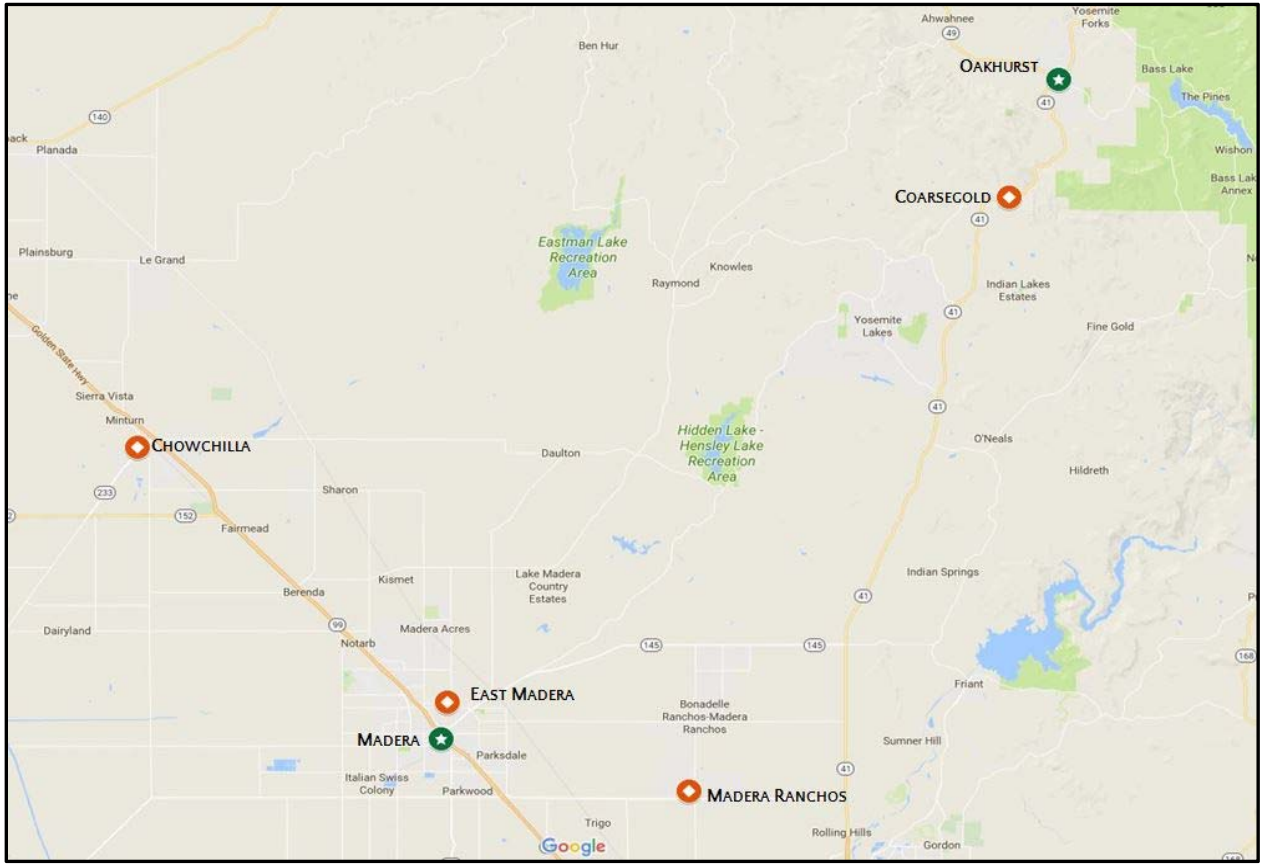 Yosemite
Forks
Ahwahnee
49
Ben Hur
OAKHURST
Bass Lake
41
The Pines
140
Planada
Wishon
Bass Lak
Annex
COARSEGOLD
41
Eastman Lake
Recreation
Area
Plainsburg
Le Grand
Knowles
Raymond
Indian Lakes
Estates
41
Yosemite
Lakes
Fine Gold
Golden State Hwy
Sierra Vista
Minturn
41
CHOWCHILLA
Hidden Lake -
Hensley Lake
Recreation
Area
O'Neals
Daulton
Hildreth
Sharon
233
152
Fairmead
Kismet
Lake Madera
Country
Estates
Indian Springs
Berenda
41
99
Madera Acres
Dairyland
Notarb
145
145
168
Friant
EAST MADERA
Bonadelle
Ranchos-Madera
Ranchos
MADERA
Sumner Hill
Parksdale
41
Italian Swiss
Colony
Parkwood
MADERA RANCHOS
Trigo
Rolling Hills
Google
Gordon
168